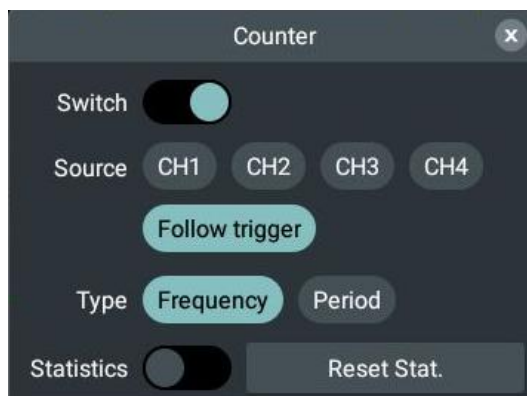 Counter x
Switch
Source CH1 CH2 CH3 CH4
Follow trigger
Type Frequency Period
Statistics Reset Stat.